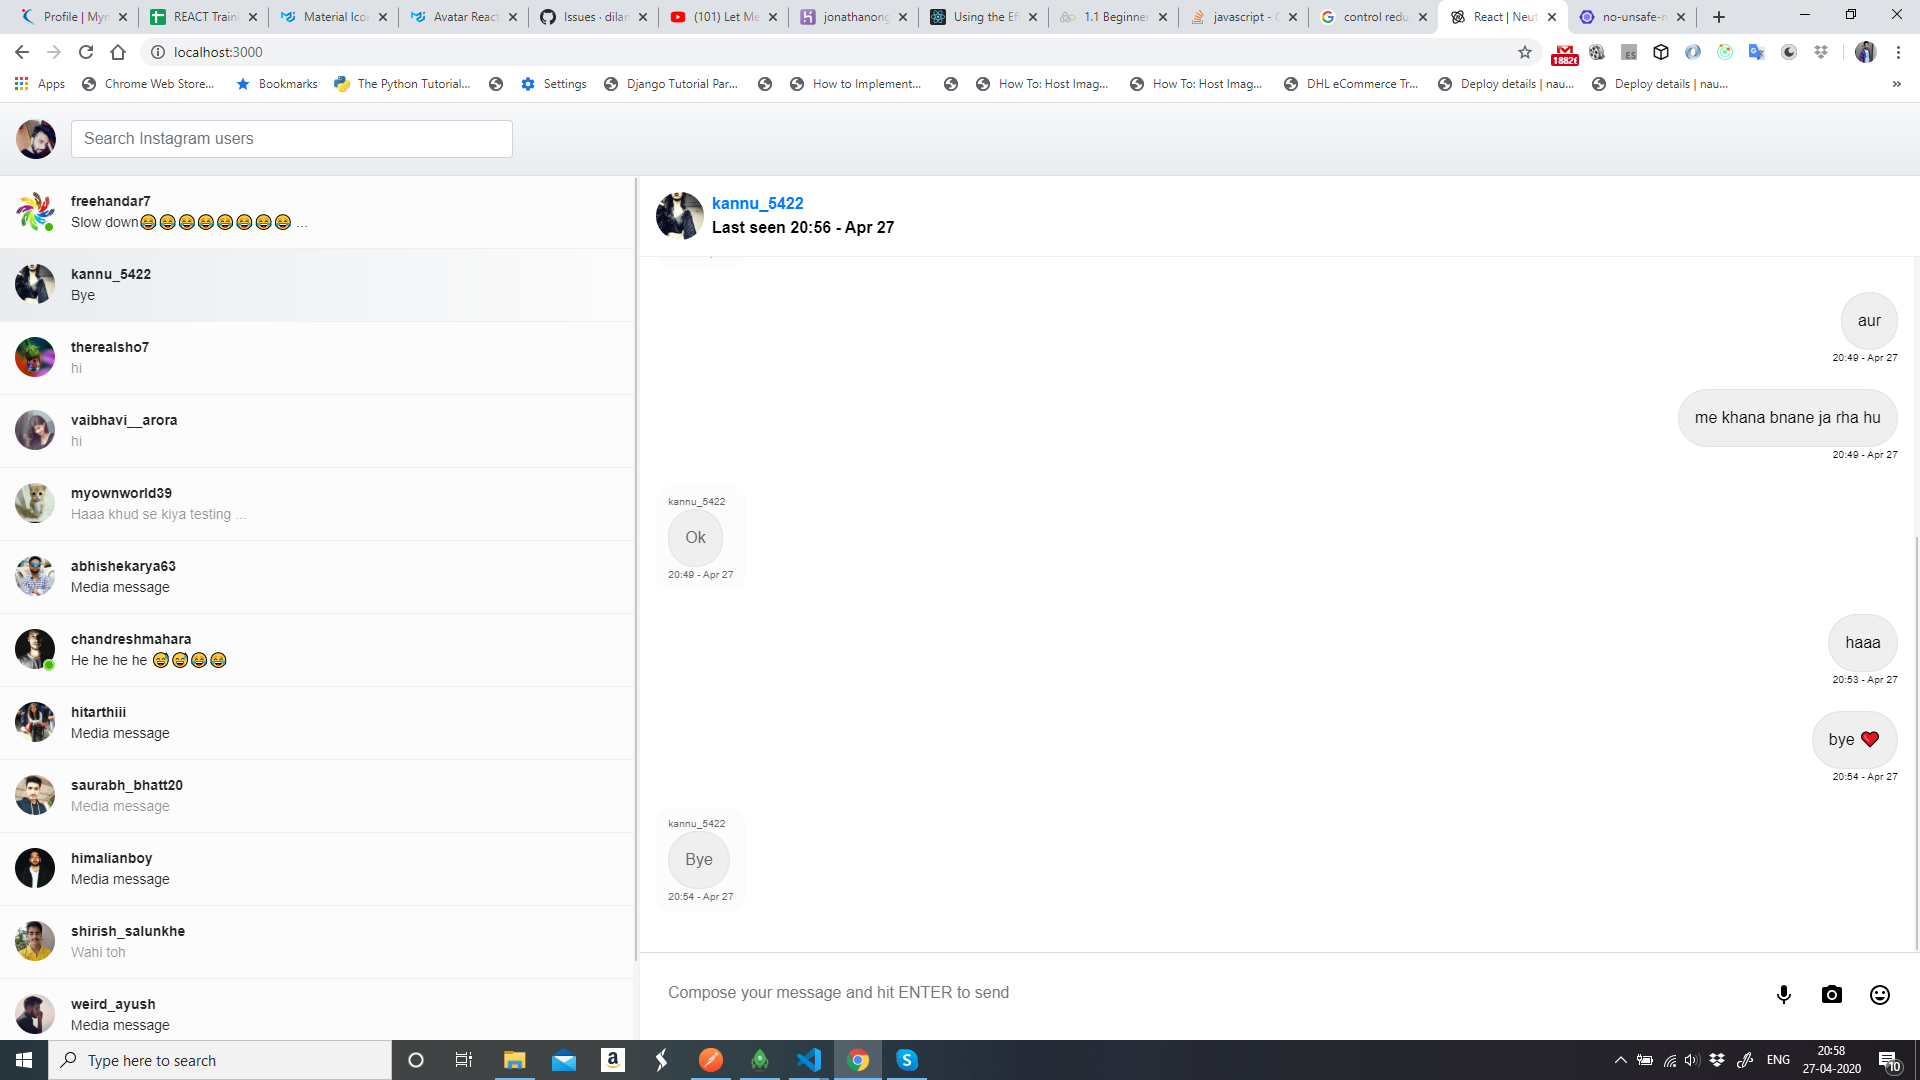 Profile | Myn
REACT Traini
Material Icon
Avatar React
Issues · dilan
(101) Let Me
jonathanong
Using the Eff
1.1 Beginner
javascript - C
control redu
React | Neut
no-unsafe-n
localhost:3000
1882
ES
Apps
Chrome Web Store...
Bookmarks
The Python Tutorial...
Settings
Django Tutorial Par...
How to Implement...
How To: Host Imag...
How To: Host Imag...
DHL eCommerce Tr...
Deploy details | nau...
Deploy details | nau...
»
Search Instagram users
freehandar7
Slow down😂😂😂😂😂😂😂😂 ...
kannu_5422
Bye
therealsho7
hi
vaibhavi__arora
hi
myownworld39
Haaa khud se kiya testing ...
abhishekarya63
Media message
chandreshmahara
He he he he 😅😅😂😂
hitarthiii
Media message
saurabh_bhatt20
Media message
himalianboy
Media message
shirish_salunkhe
Wahi toh
weird_ayush
Media message
kannu_5422
Last seen 20:56 - Apr 27
aur
20:49 - Apr 27
me khana bnane ja rha hu
20:49 - Apr 27
kannu_5422
Ok
20:49 - Apr 27
haaa
20:53 - Apr 27
bye ❤️
20:54 - Apr 27
kannu_5422
Bye
20:54 - Apr 27
Compose your message and hit ENTER to send
Type here to search
ENG
20:58
27-04-2020
10